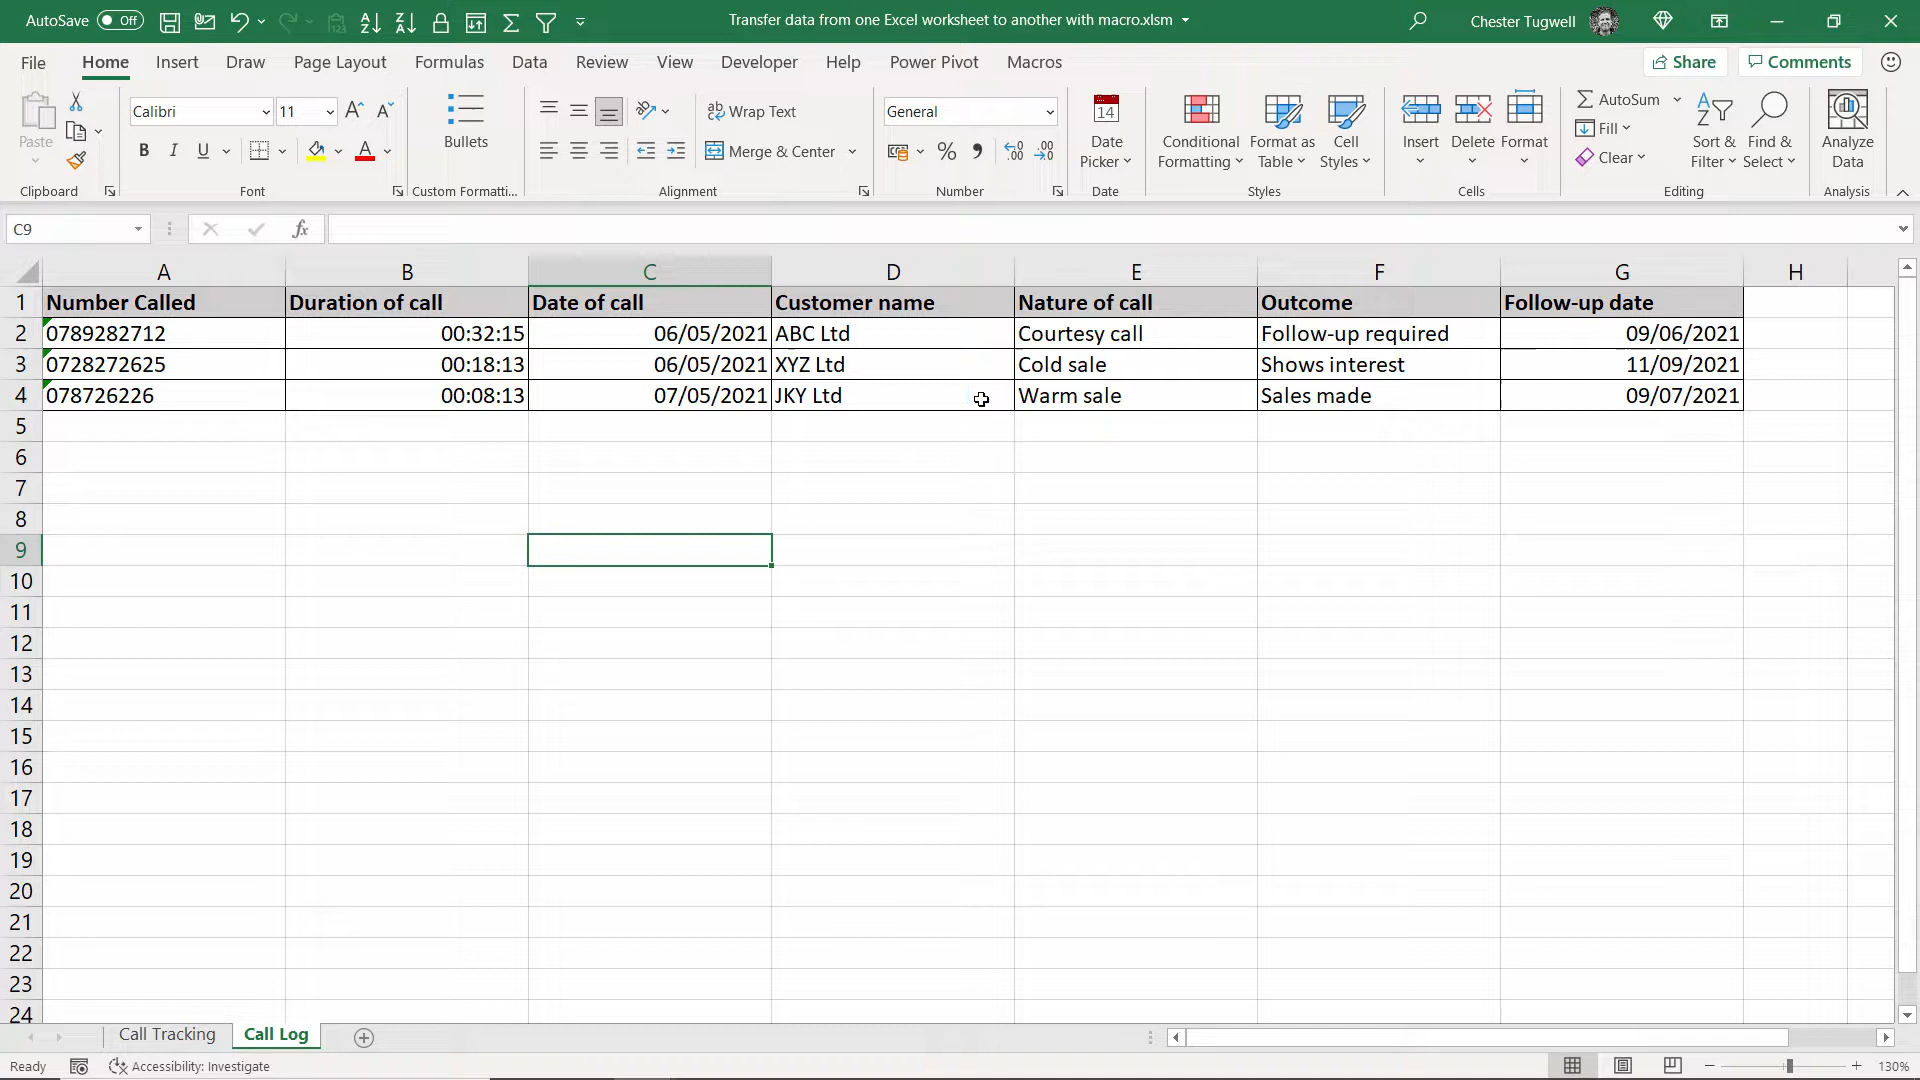 AutoSave Off Transfer data from one Excel worksheet to another with macro.xlsm Chester Tugwell
File Home Insert Draw Page Layout Formulas Data Review View Developer Help Power Pivot Macros Share Comments
Paste
Clipboard
Calibri 11
B I U A
Font
Bullets
Custom Formatti...
Wrap Text
Merge & Center
Alignment
General
%
Number
14
Date Picker
Date
Conditional Formatting
Format as Table
Cell Styles
Styles
Insert
Delete
Format
Cells
AutoSum
Fill
Clear
Sort & Filter
Find & Select
Editing
Analyze Data
Analysis
C9 fx
A B C D E F G H
1 Number Called Duration of call Date of call Customer name Nature of call Outcome Follow-up date
2 0789282712 00:32:15 06/05/2021 ABC Ltd Courtesy call Follow-up required 09/06/2021
3 0728272625 00:18:13 06/05/2021 XYZ Ltd Cold sale Shows interest 11/09/2021
4 078726226 00:08:13 07/05/2021 JKY Ltd Warm sale Sales made 09/07/2021
5
6
7
8
9
10
11
12
13
14
15
16
17
18
19
20
21
22
23
24
Call Tracking Call Log
Ready Accessibility: Investigate 130%